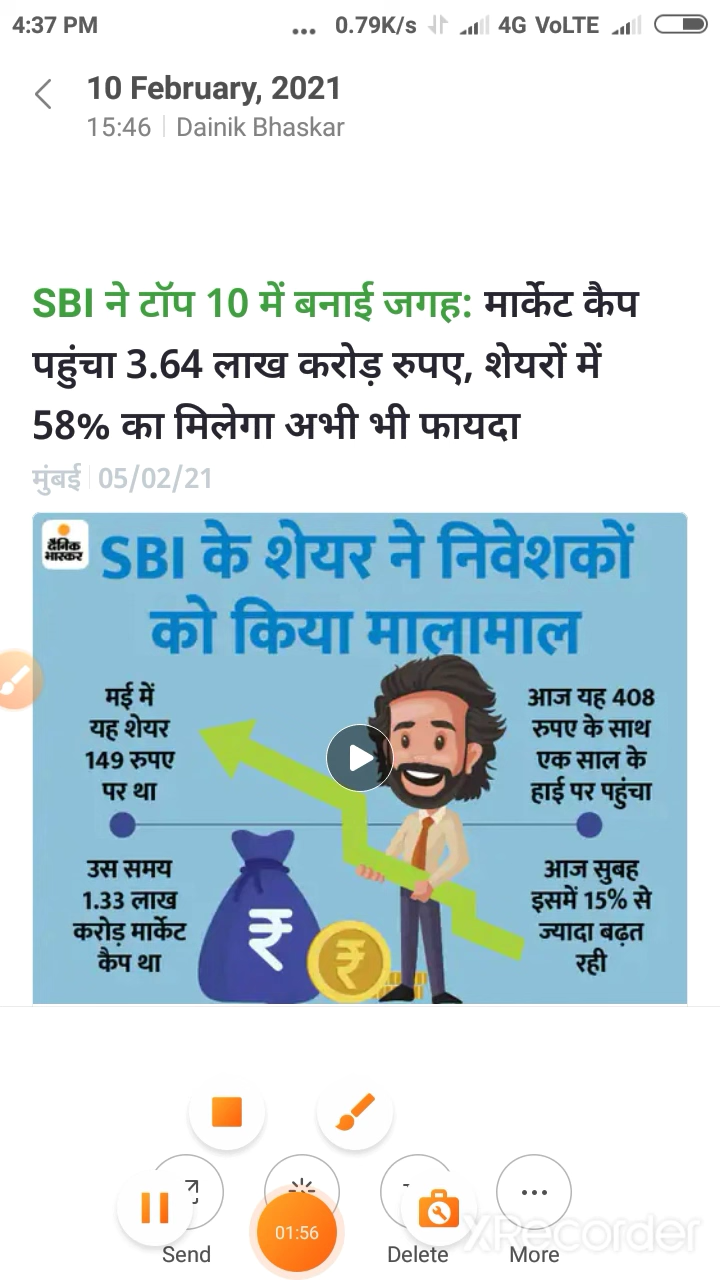 4:37 PM ... 0.79K/s 4G VoLTE
10 February, 2021
15:46 | Dainik Bhaskar
SBI ने टॉप 10 में बनाई जगह: मार्केट कैप
पहुंचा 3.64 लाख करोड़ रुपए, शेयरों में
58% का मिलेगा अभी भी फायदा
मुंबई | 05/02/21
दैनिक
भास्कर
SBI के शेयर ने निवेशकों
को किया मालामाल
मई में
यह शेयर
149 रुपए
पर था
आज यह 408
रुपए के साथ
एक साल के
हाई पर पहुंचा
उस समय
1.33 लाख
करोड़ मार्केट
कैप था
₹
₹
आज सुबह
इसमें 15% से
ज्यादा बढ़त
रही
01:56
XRecorder
Send
Delete
More